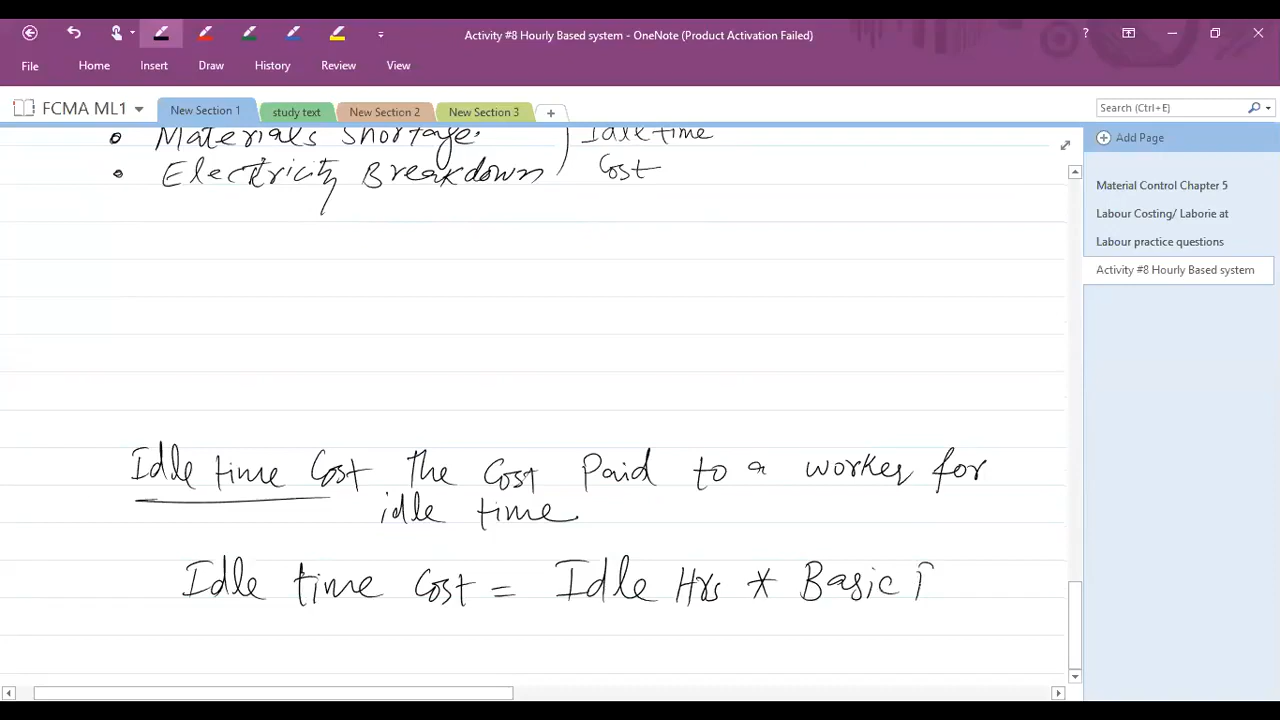 Activity #8 Hourly Based system - OneNote (Product Activation Failed)
?
File Home Insert Draw History Review View
FCMA ML1 New Section 1 study text New Section 2 New Section 3 +
Search (Ctrl+E)
Add Page
Material Control Chapter 5
Labour Costing/ Laborie at
Labour practice questions
Activity #8 Hourly Based system
• Materials Shortage. Idle time
• Electricity Breakdown Cost
Idle time Cost the Cost Paid to a worker for
idle time.
Idle time Cost = Idle Hrs * Basic